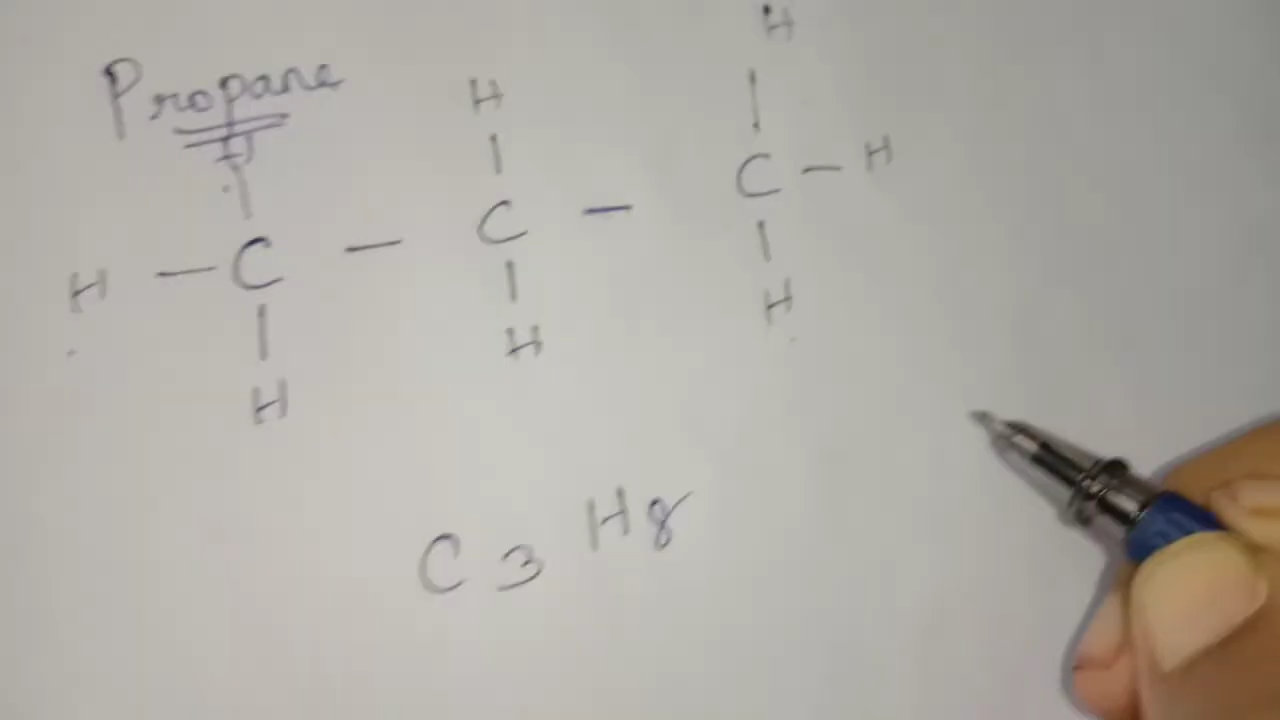 Propane
H H H
H - C - C - C - H
H H H
C3H8